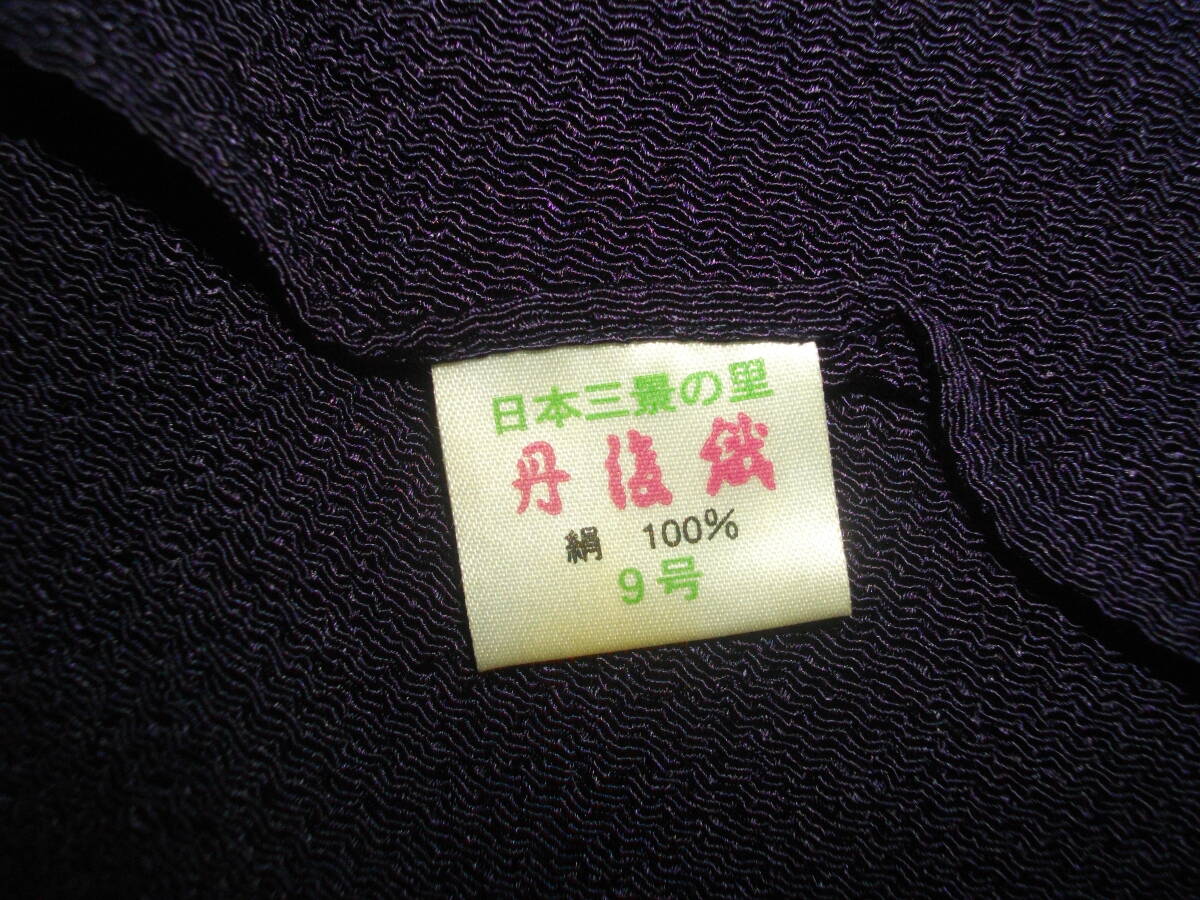 日本三景の里
丹後織
絹 100%
9号